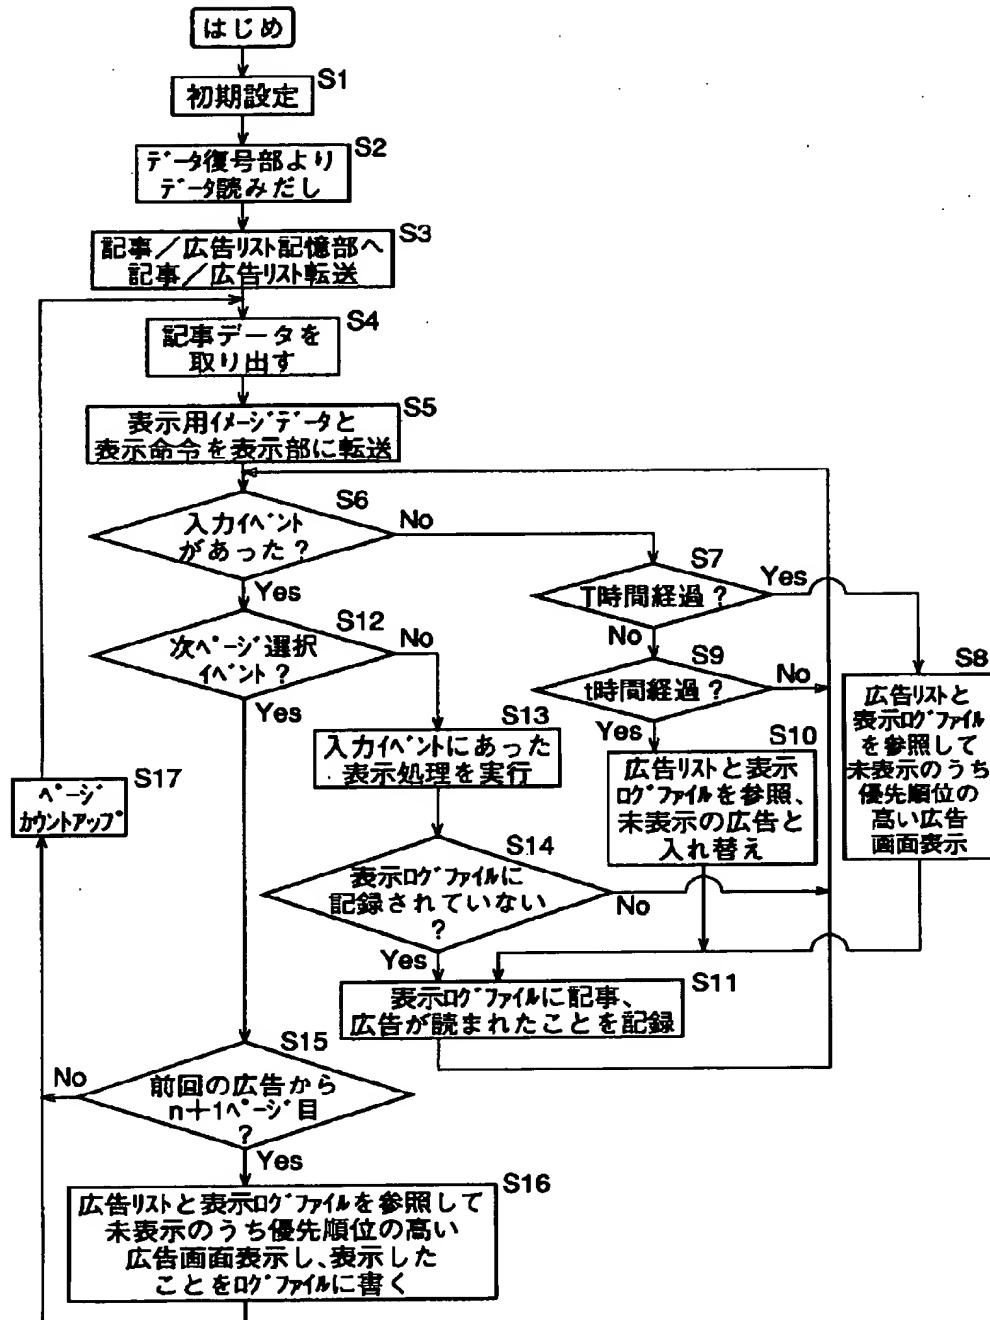 はじめ
S1
初期設定
S2
データ復号部より
データ読みだし
S3
記事/広告リスト記憶部へ
記事/広告リスト転送
S4
記事データを
取り出す
S5
表示用イメージデータと
表示命令を表示部に転送
S6
入力イベント
があった?
No
Yes
S7
T時間経過?
Yes
No
S8
広告リストと
表示ログファイル
を参照して
未表示のうち
優先順位の
高い広告
画面表示
S9
t時間経過?
No
Yes
S10
広告リストと表示
ログファイルを参照、
未表示の広告と
入れ替え
S12
次ページ選択
イベント?
No
Yes
S13
入力イベントにあった
表示処理を実行
S14
表示ログファイルに
記録されていない
?
No
Yes
S11
表示ログファイルに記事、
広告が読まれたことを記録
S17
ページ
カウントアップ
S15
前回の広告から
n+1ページ目
?
No
Yes
S16
広告リストと表示ログファイルを参照して
未表示のうち優先順位の高い
広告画面表示し、表示した
ことをログファイルに書く